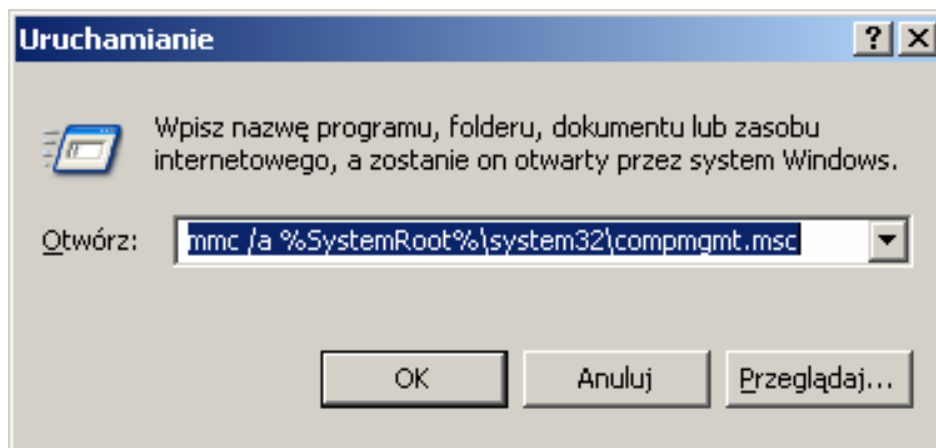 Uruchamianie
Wpisz nazwę programu, folderu, dokumentu lub zasobu
internetowego, a zostanie on otwarty przez system Windows.
Otwórz: mmc /a %SystemRoot%\system32\compmgmt.msc
OK Anuluj Przeglądaj...